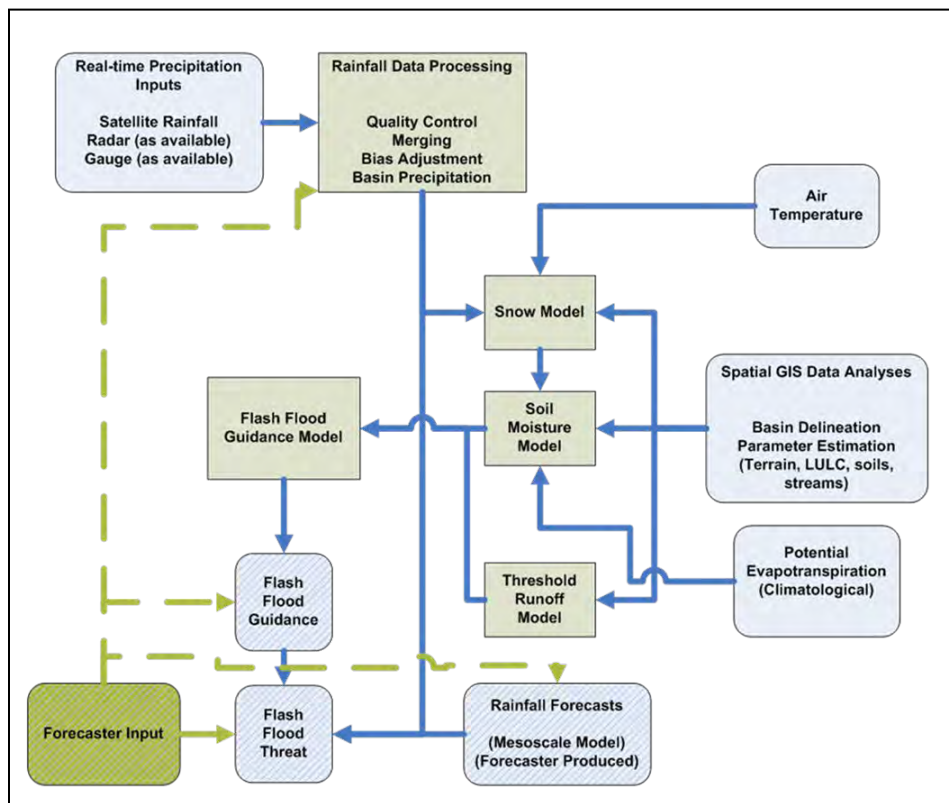 Real-time Precipitation
Inputs
Satellite Rainfall
Radar (as available)
Gauge (as available)
Rainfall Data Processing
Quality Control
Merging
Bias Adjustment
Basin Precipitation
Air
Temperature
Snow Model
Spatial GIS Data Analyses
Basin Delineation
Parameter Estimation
(Terrain, LULC, soils,
streams)
Flash Flood
Guidance Model
Soil
Moisture
Model
Potential
Evapotranspiration
(Climatological)
Flash
Flood
Guidance
Threshold
Runoff
Model
Forecaster Input
Flash
Flood
Threat
Rainfall Forecasts
(Mesoscale Model)
(Forecaster Produced)